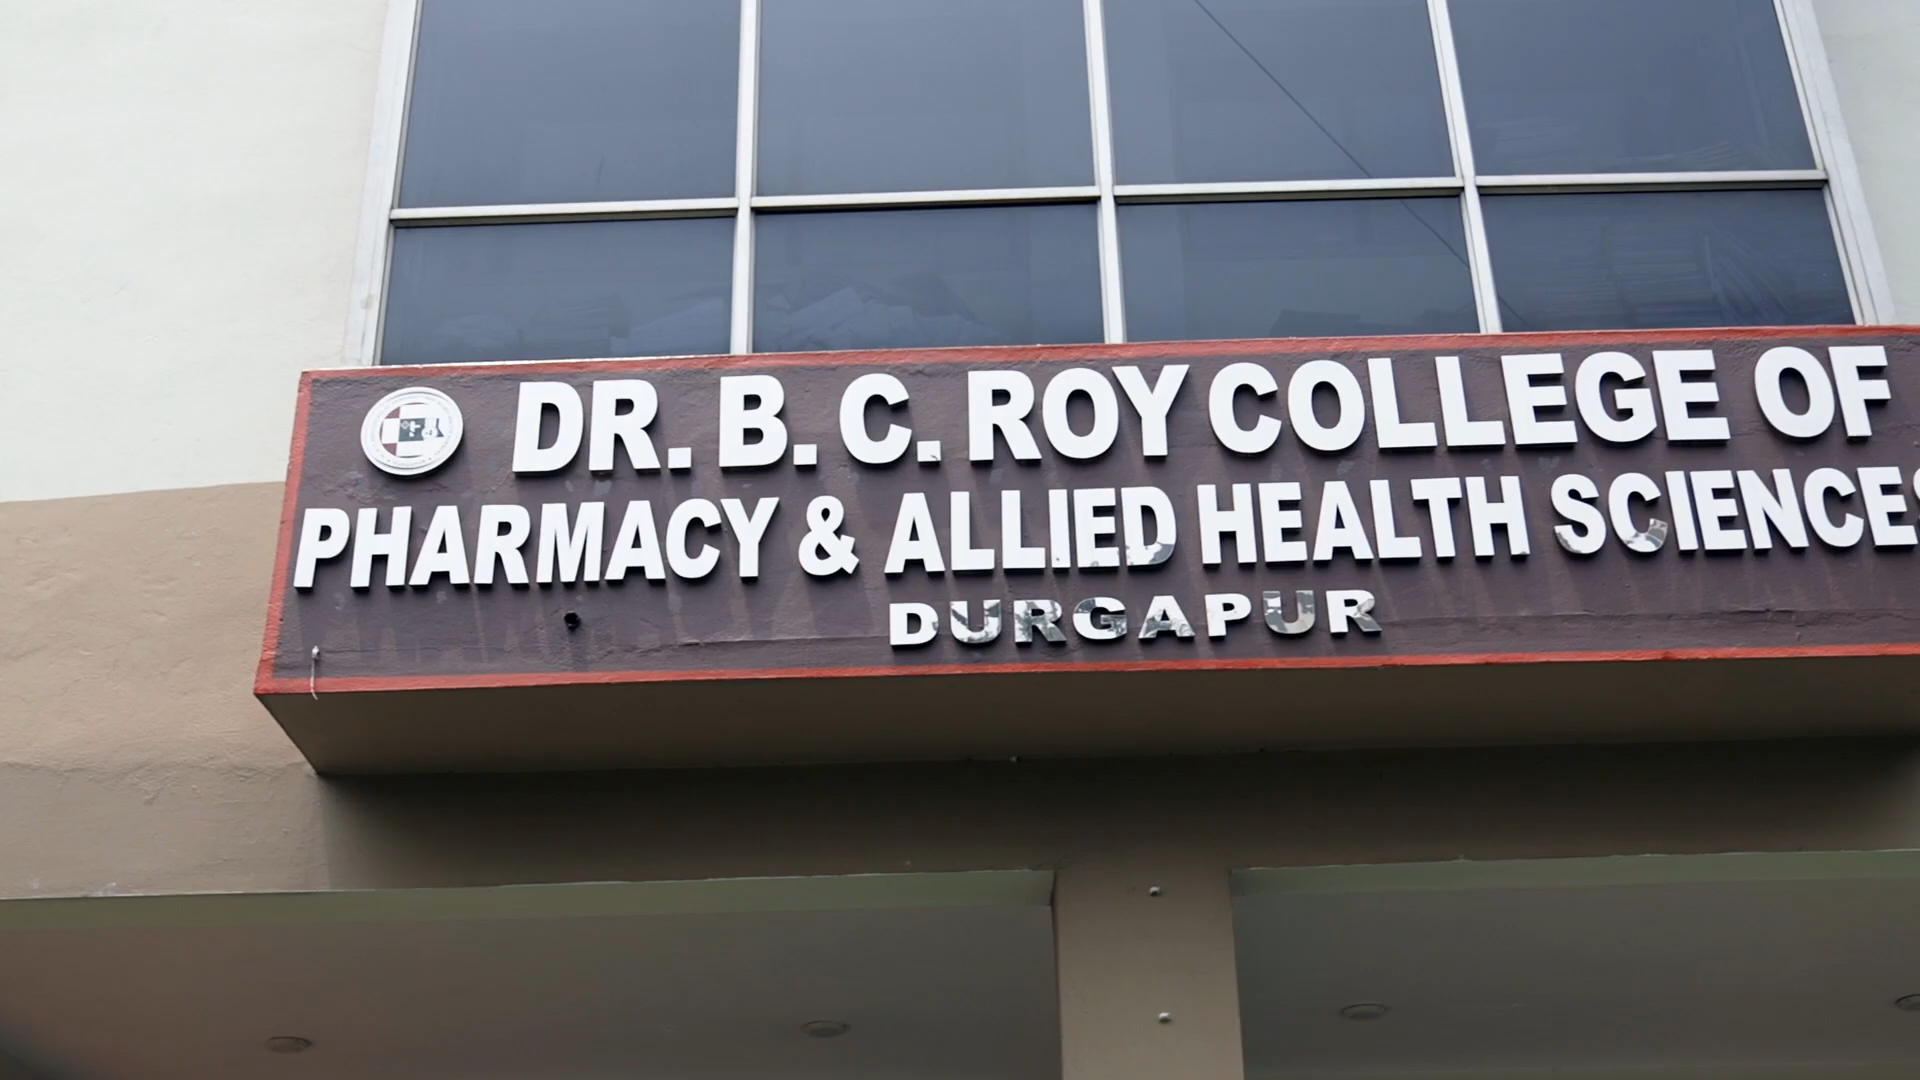 DR. B. C. ROY COLLEGE OF
PHARMACY & ALLIED HEALTH SCIENCES
DURGAPUR